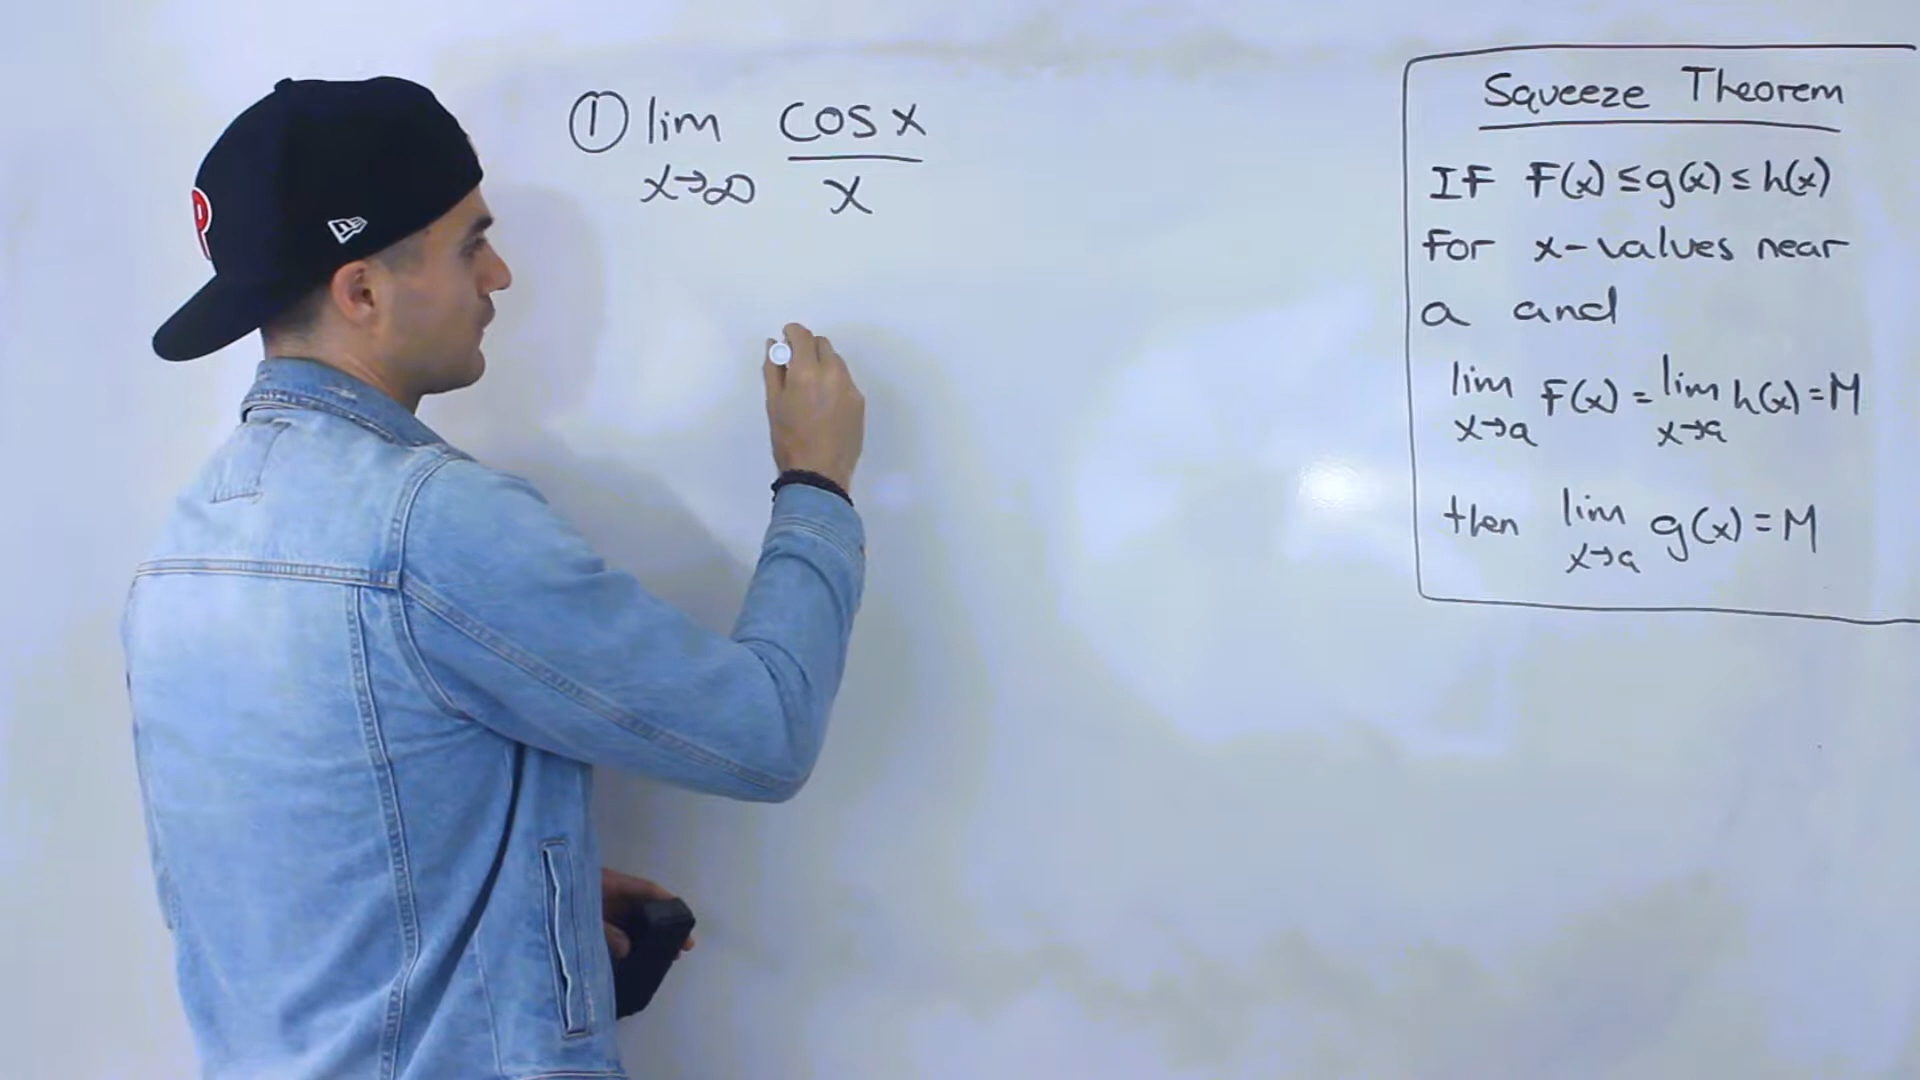 ① lim cos x
x→∞ x
Squeeze Theorem
IF F(x) ≤ g(x) ≤ h(x)
For x-values near
a and
lim F(x) = lim h(x) = M
x→a x→a
then lim g(x) = M
x→a
P